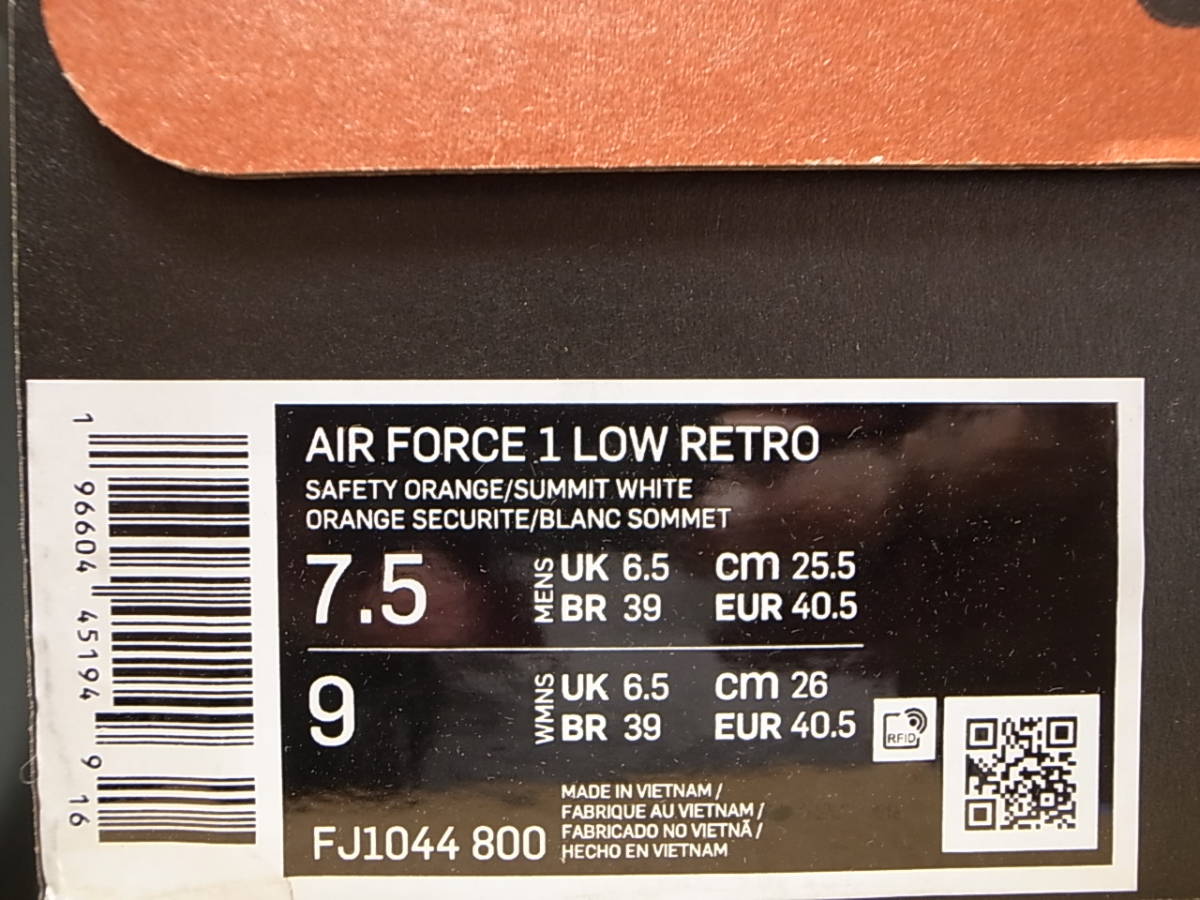 AIR FORCE 1 LOW RETRO
SAFETY ORANGE/SUMMIT WHITE
ORANGE SECURITE/BLANC SOMMET
7.5
MENS
UK 6.5 cm 25.5
BR 39 EUR 40.5
9
WMNS
UK 6.5 cm 26
BR 39 EUR 40.5
RFID
FJ1044 800
MADE IN VIETNAM /
FABRIQUE AU VIETNAM /
FABRICADO NO VIETNÃ /
HECHO EN VIETNAM
1 96604 45194 9 16